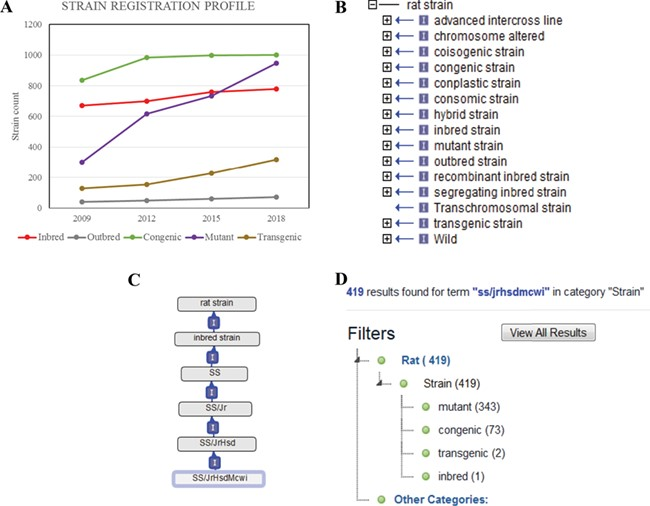 A
STRAIN REGISTRATION PROFILE
Strain count
1200
1000
800
600
400
200
0
2009 2012 2015 2018
Inbred Outbred Congenic Mutant Transgenic
B
rat strain
I advanced intercross line
I chromosome altered
I coisogenic strain
I congenic strain
I conplastic strain
I consomic strain
I hybrid strain
I inbred strain
I mutant strain
I outbred strain
I recombinant inbred strain
I segregating inbred strain
I Transchromosomal strain
I transgenic strain
I Wild
C
rat strain
I
inbred strain
I
SS
I
SS/Jr
I
SS/JrHsd
I
SS/JrHsdMcwi
D
419 results found for term "ss/jrhsdmcwi" in category "Strain"
Filters
View All Results
Rat ( 419)
Strain (419)
mutant (343)
congenic (73)
transgenic (2)
inbred (1)
Other Categories: